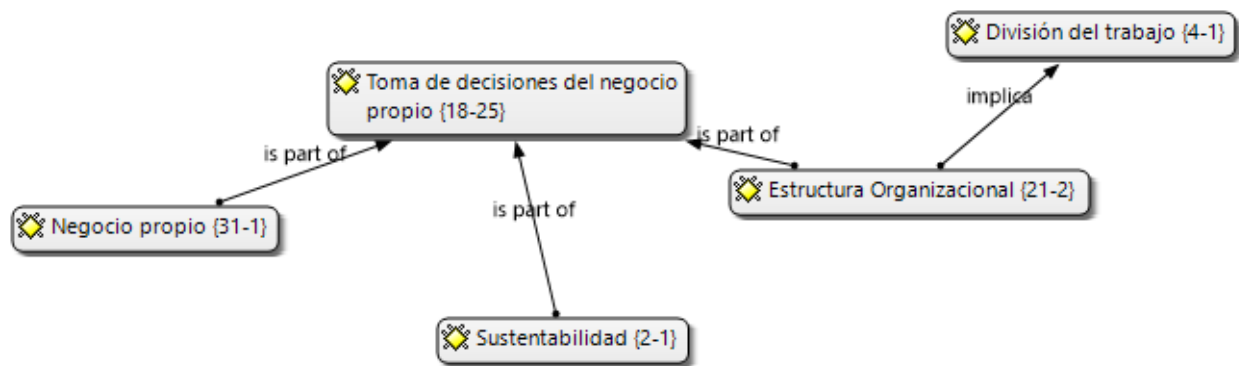 División del trabajo {4-1}
Toma de decisiones del negocio
propio {18-25}
implica
is part of
is part of
Estructura Organizacional {21-2}
is part of
Negocio propio {31-1}
Sustentabilidad {2-1}